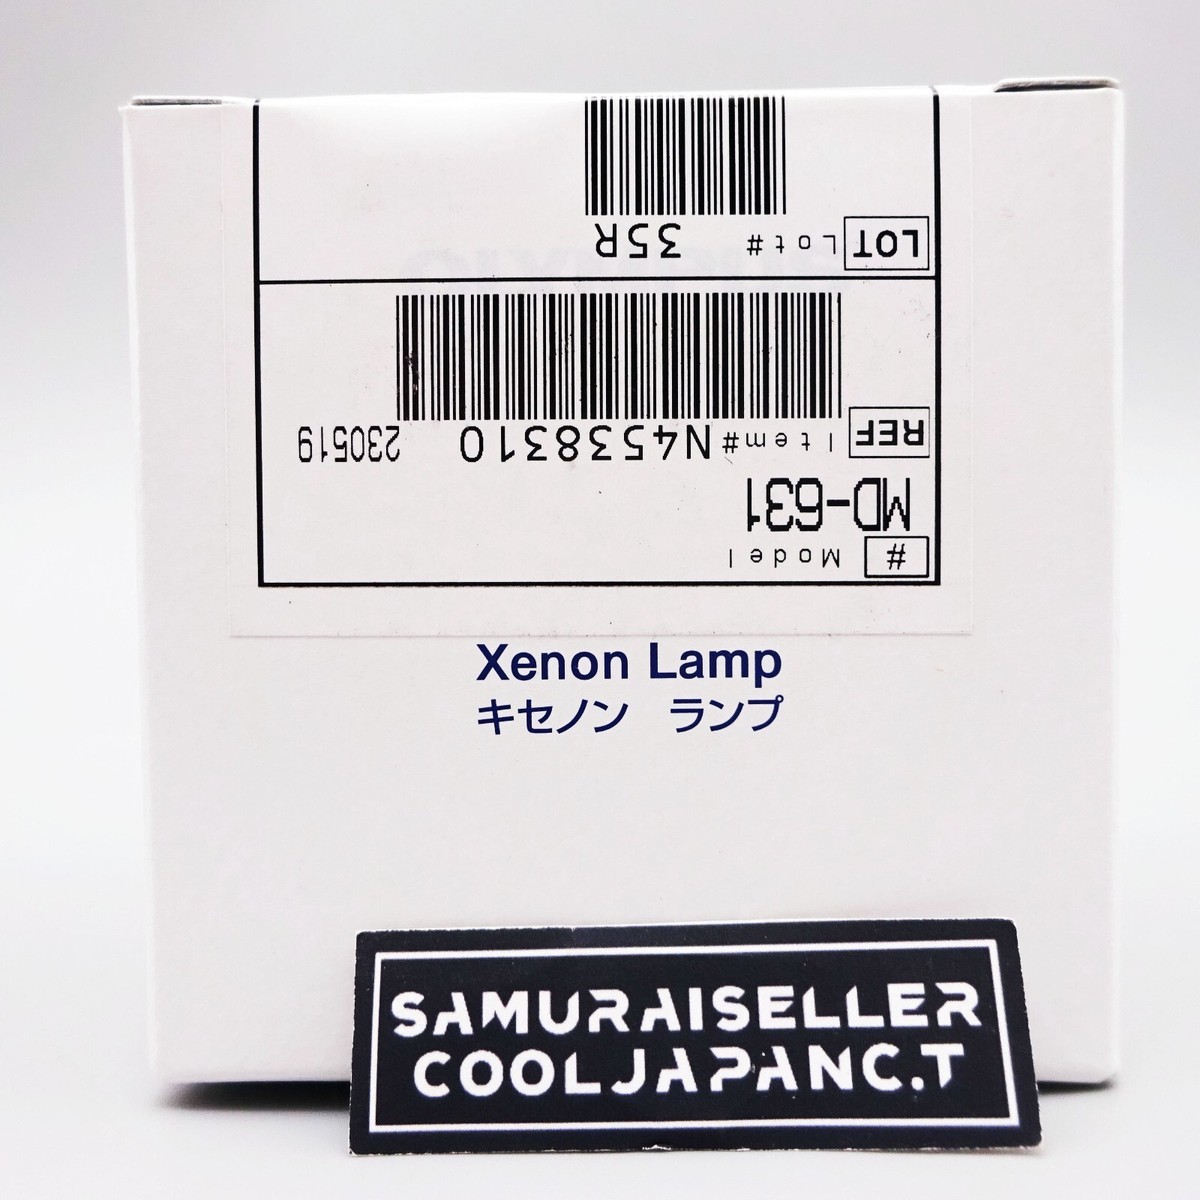 # Model
MD-631
REF Item# N4538310 230519
LOT Lot# 35R
Xenon Lamp
キセノン ランプ
SAMURAISELLER
COOLJAPANC.T